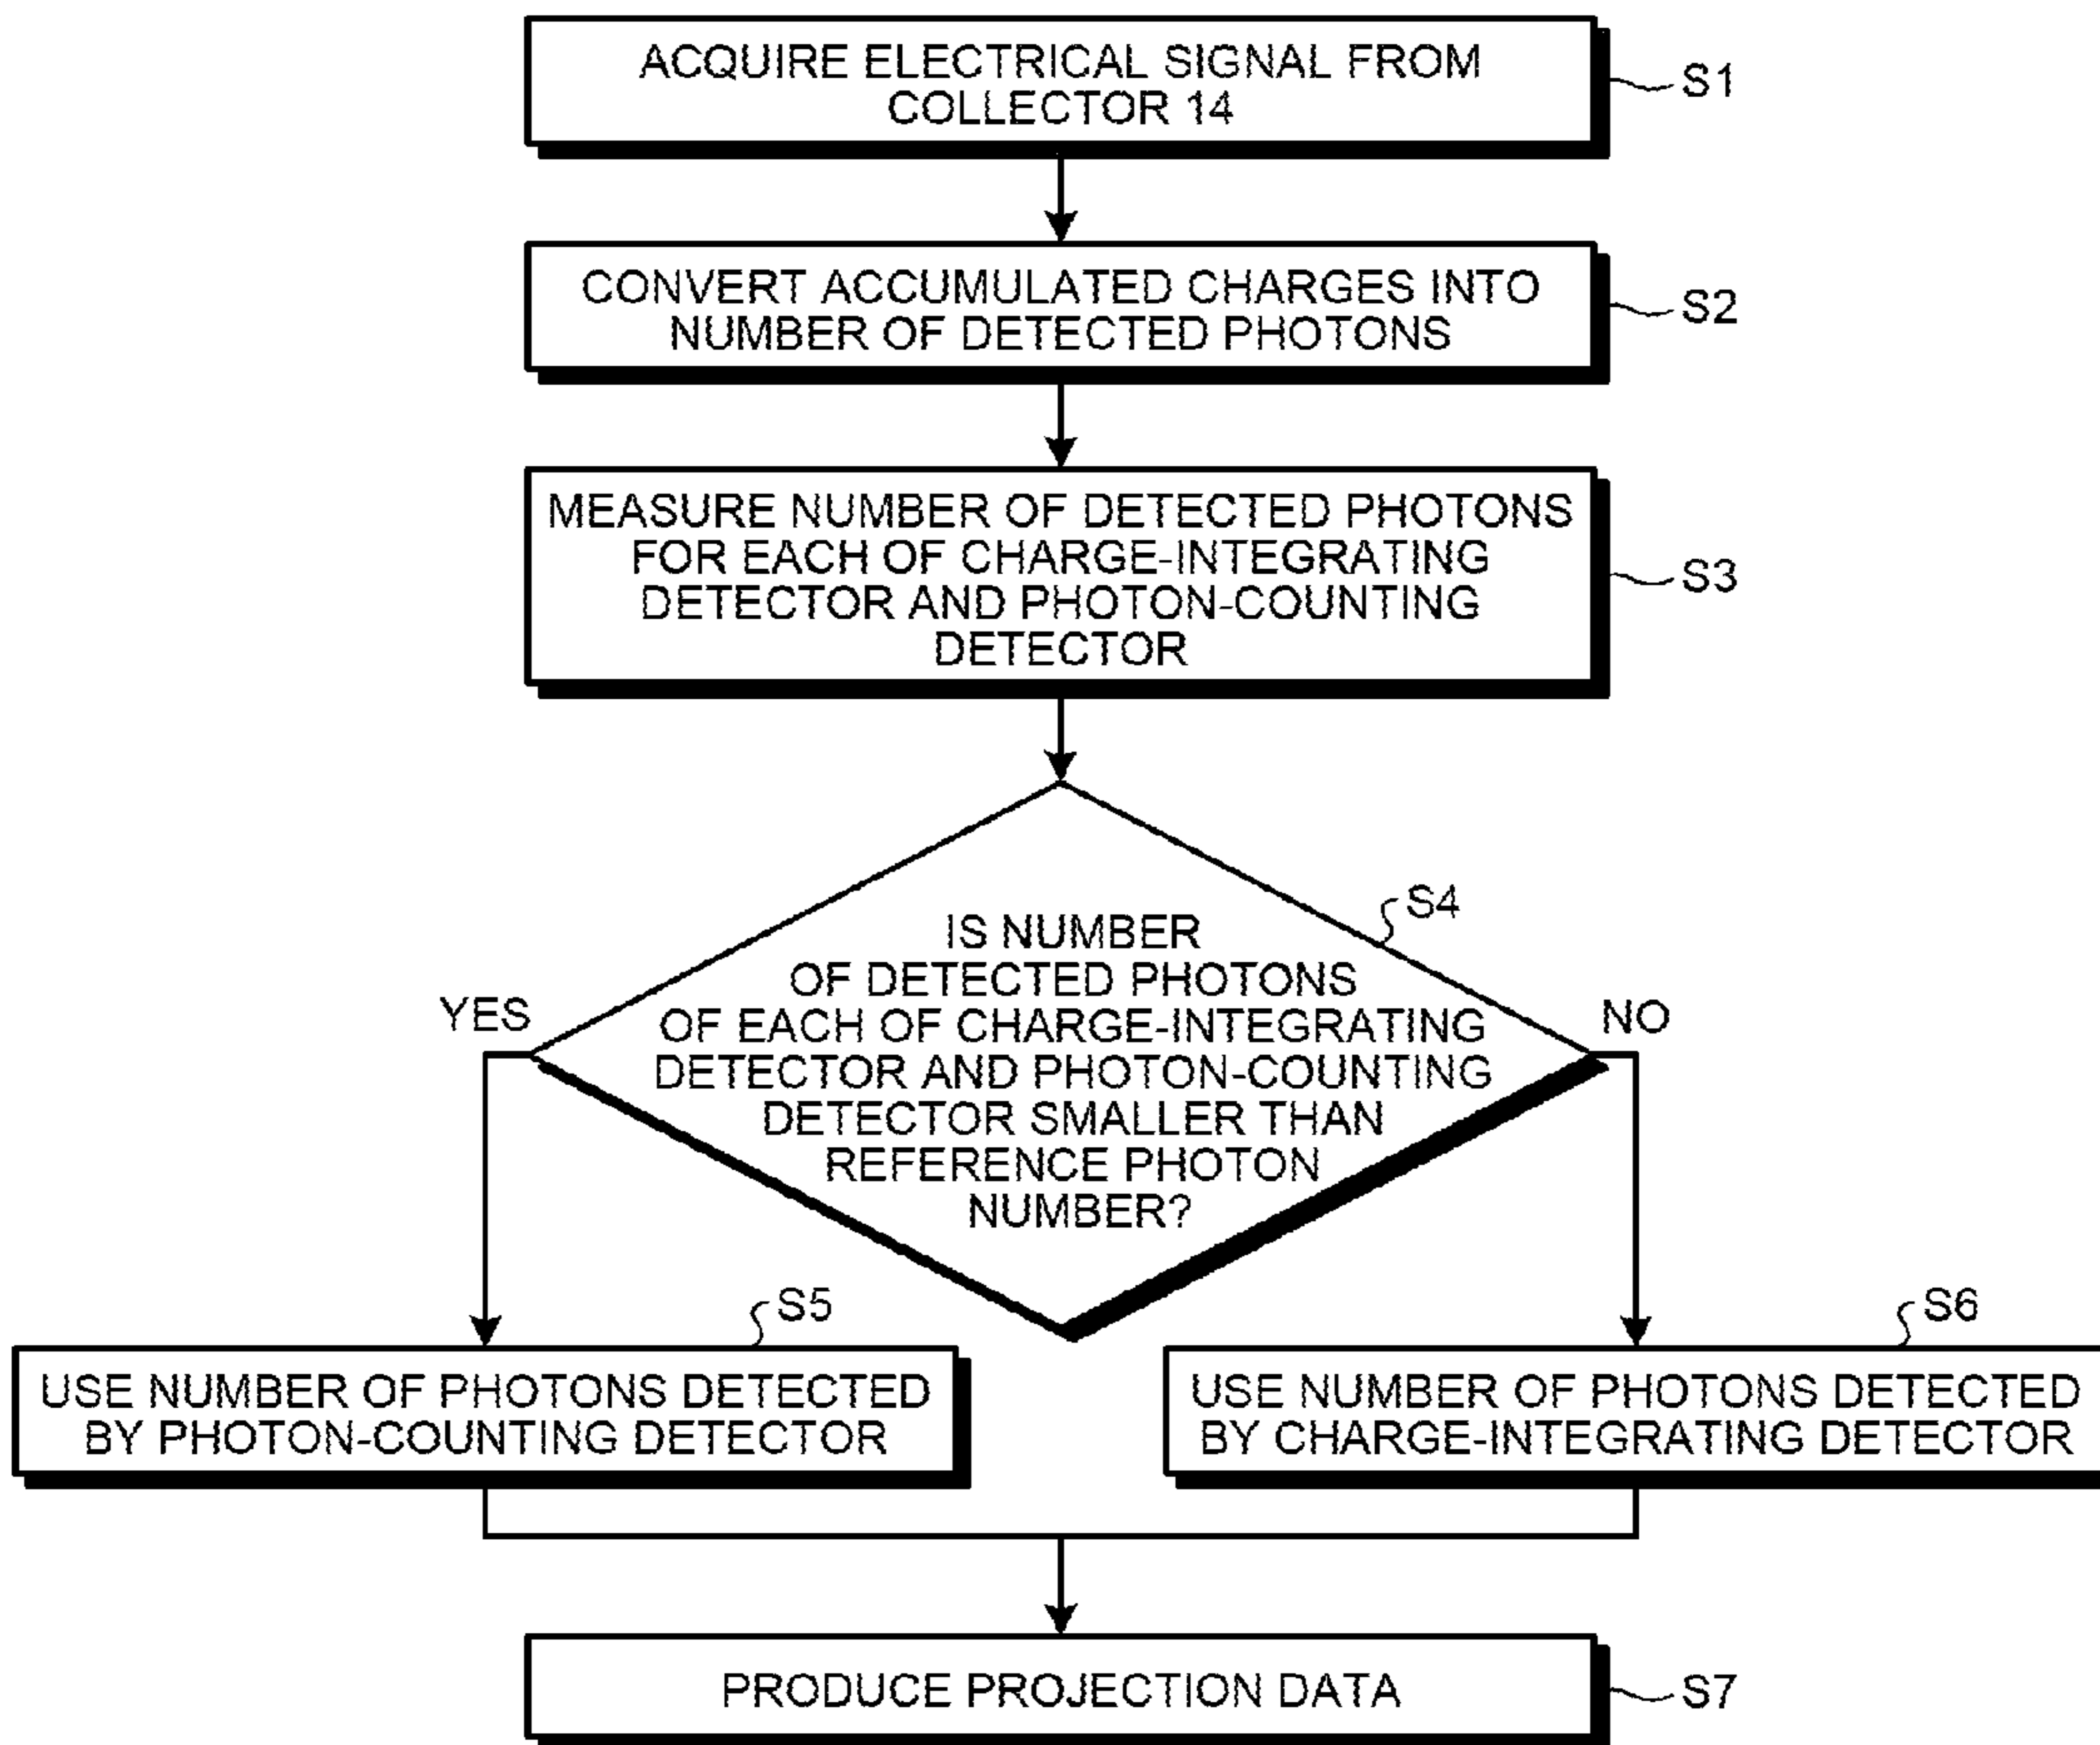 ACQUIRE ELECTRICAL SIGNAL FROM
COLLECTOR 14
S1
CONVERT ACCUMULATED CHARGES INTO
NUMBER OF DETECTED PHOTONS
S2
MEASURE NUMBER OF DETECTED PHOTONS
FOR EACH OF CHARGE-INTEGRATING
DETECTOR AND PHOTON-COUNTING
DETECTOR
S3
S4
IS NUMBER
OF DETECTED PHOTONS
OF EACH OF CHARGE-INTEGRATING
DETECTOR AND PHOTON-COUNTING
DETECTOR SMALLER THAN
REFERENCE PHOTON
NUMBER?
YES
NO
S5
USE NUMBER OF PHOTONS DETECTED
BY PHOTON-COUNTING DETECTOR
S6
USE NUMBER OF PHOTONS DETECTED
BY CHARGE-INTEGRATING DETECTOR
PRODUCE PROJECTION DATA
S7